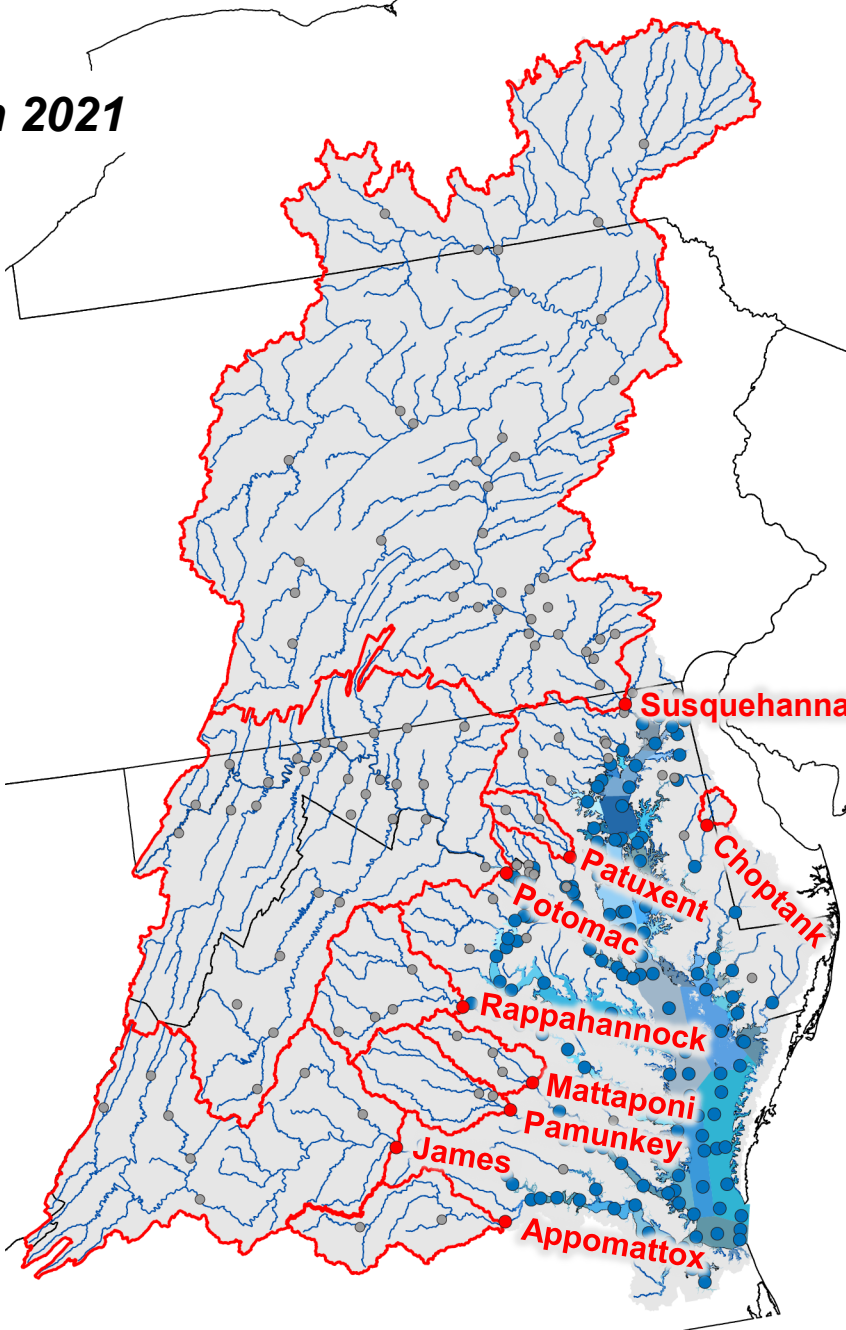 n 2021
Susquehanna
Choptank
Patuxent
Potomac
Rappahannock
Mattaponi
Pamunkey
James
Appomattox